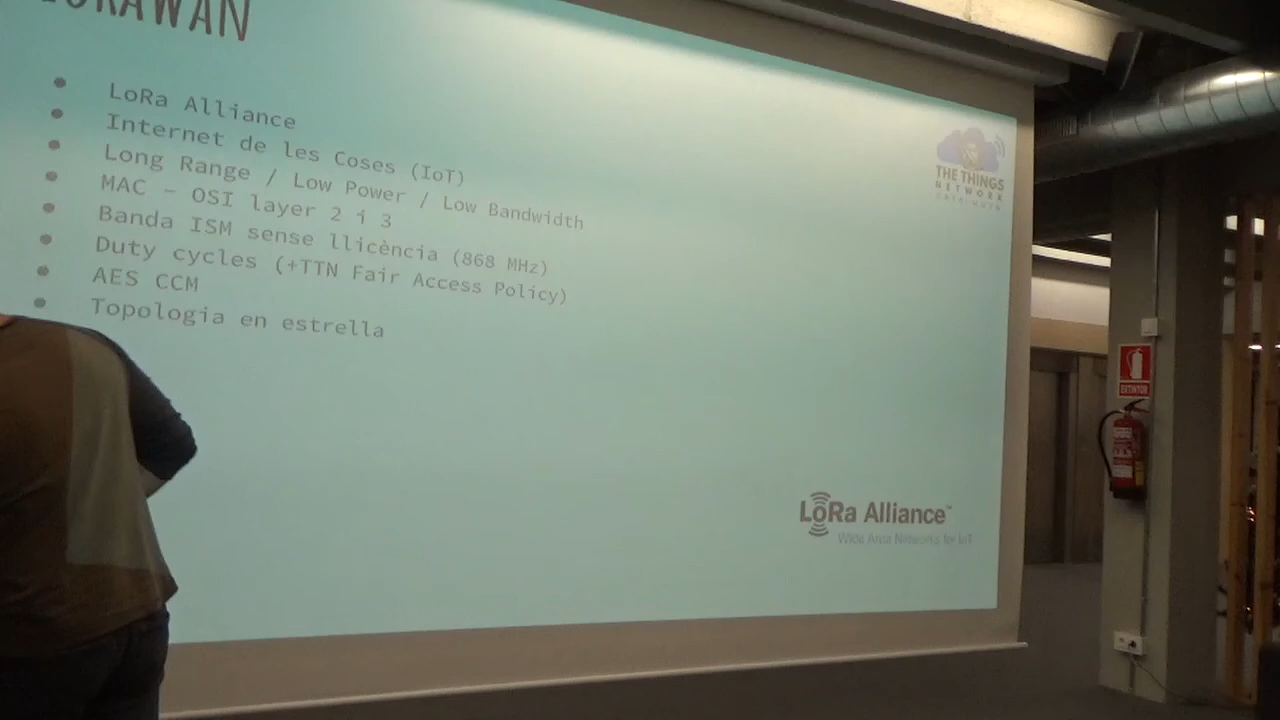 LORAWAN
LoRa Alliance
Internet de les Coses (IoT)
Long Range / Low Power / Low Bandwidth
MAC – OSI layer 2 i 3
Banda ISM sense llicència (868 MHz)
Duty cycles (+TTN Fair Access Policy)
AES CCM
Topologia en estrella
THE THINGS
NETWORK
CATALUNYA
LoRa Alliance™
Wide Area Networks for IoT
EXTINTOR